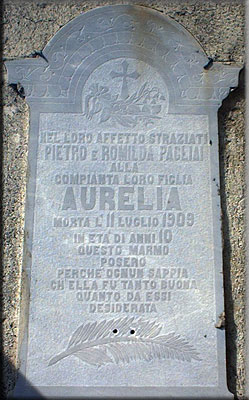 NEL LORO AFFETTO STRAZIATI
PIETRO E ROMILDA PAGLIAI
ALLA
COMPIANTA LORO FIGLIA
AURELIA
MORTA L' 11 LUGLIO 1909
IN ETÀ DI ANNI 10
QUESTO MARMO
POSERO
PERCHÈ OGNUN SAPPIA
CH'ELLA FU TANTO BUONA
QUANTO DA ESSI
DESIDERATA